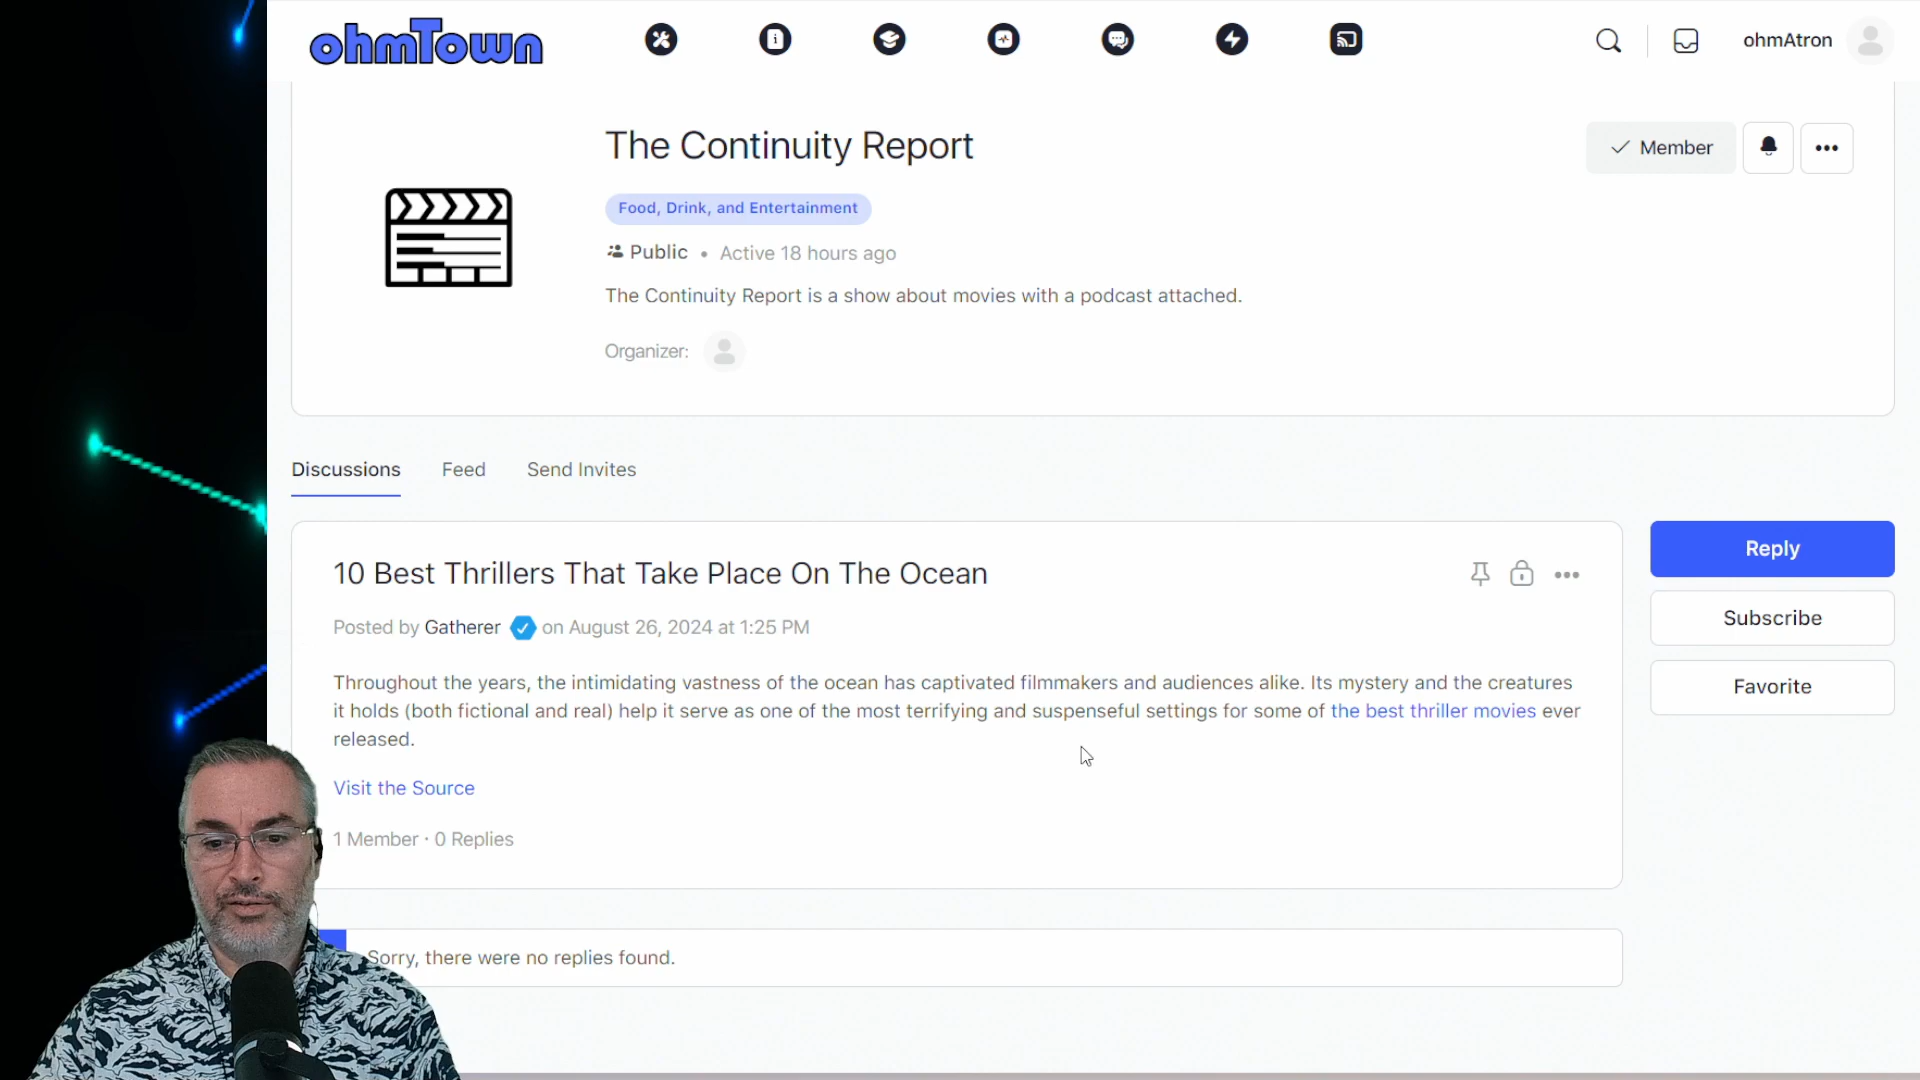 ohmTown
ohmAtron
The Continuity Report
Member
Food, Drink, and Entertainment
Public • Active 18 hours ago
The Continuity Report is a show about movies with a podcast attached.
Organizer:
Discussions Feed Send Invites
10 Best Thrillers That Take Place On The Ocean
Reply
Posted by Gatherer on August 26, 2024 at 1:25 PM
Subscribe
Throughout the years, the intimidating vastness of the ocean has captivated filmmakers and audiences alike. Its mystery and the creatures
it holds (both fictional and real) help it serve as one of the most terrifying and suspenseful settings for some of the best thriller movies ever
released.
Favorite
Visit the Source
1 Member · 0 Replies
Sorry, there were no replies found.